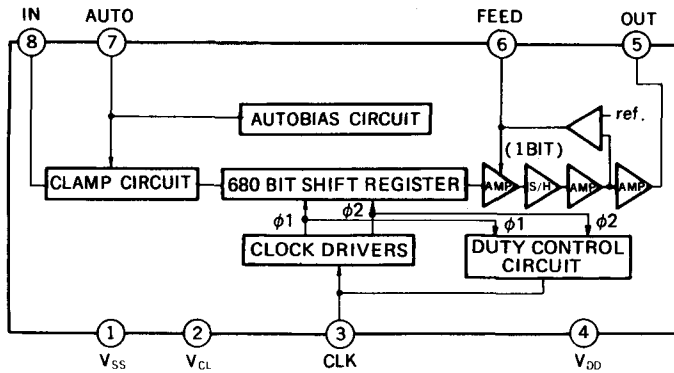 IN AUTO FEED OUT
8 7 6 5
ref.
AUTOBIAS CIRCUIT
(1BIT)
CLAMP CIRCUIT 680 BIT SHIFT REGISTER AMP S/H AMP AMP
ϕ1 ϕ2 ϕ1 ϕ2
CLOCK DRIVERS DUTY CONTROL
CIRCUIT
1 2 3 4
VSS VCL CLK VDD